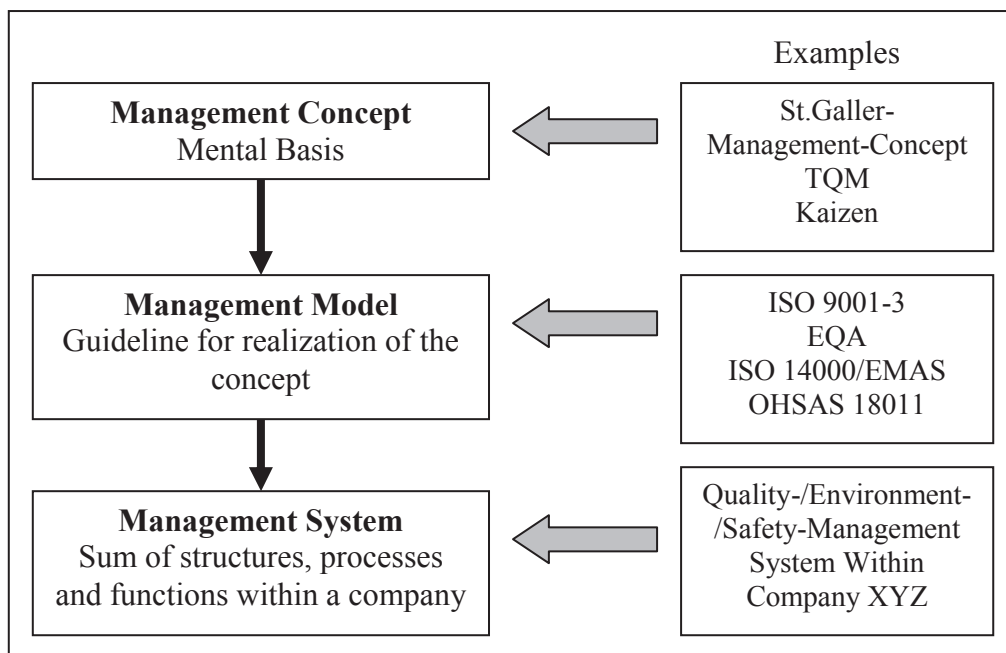 Examples
Management Concept
Mental Basis
St.Galler-
Management-Concept
TQM
Kaizen
Management Model
Guideline for realization of the
concept
ISO 9001-3
EQA
ISO 14000/EMAS
OHSAS 18011
Management System
Sum of structures, processes
and functions within a company
Quality-/Environment-
/Safety-Management
System Within
Company XYZ